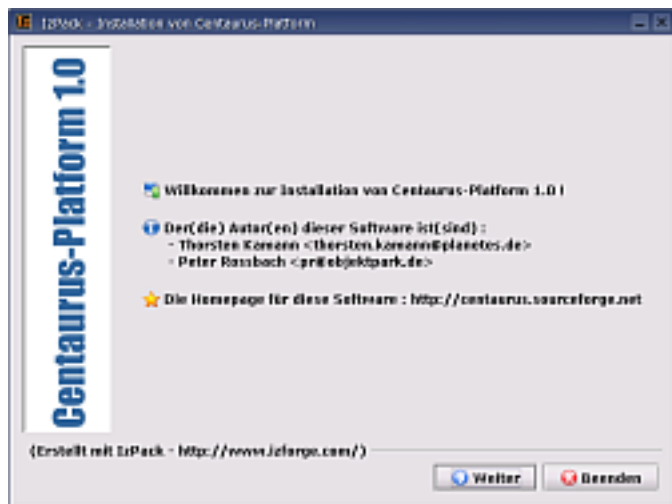 IzPack - Installation von Centaurus-Platform
Centaurus-Platform 1.0
Willkommen zur Installation von Centaurus-Platform 1.0 !
Der(die) Autor(en) dieser Software ist(sind) :
- Thorsten Kamann <thorsten.kamann@planetes.de>
- Peter Rossbach <pr@objektpark.de>
Die Homepage für diese Software : http://centaurus.sourceforge.net
(Erstellt mit IzPack - http://www.izforge.com/)
Weiter
Beenden